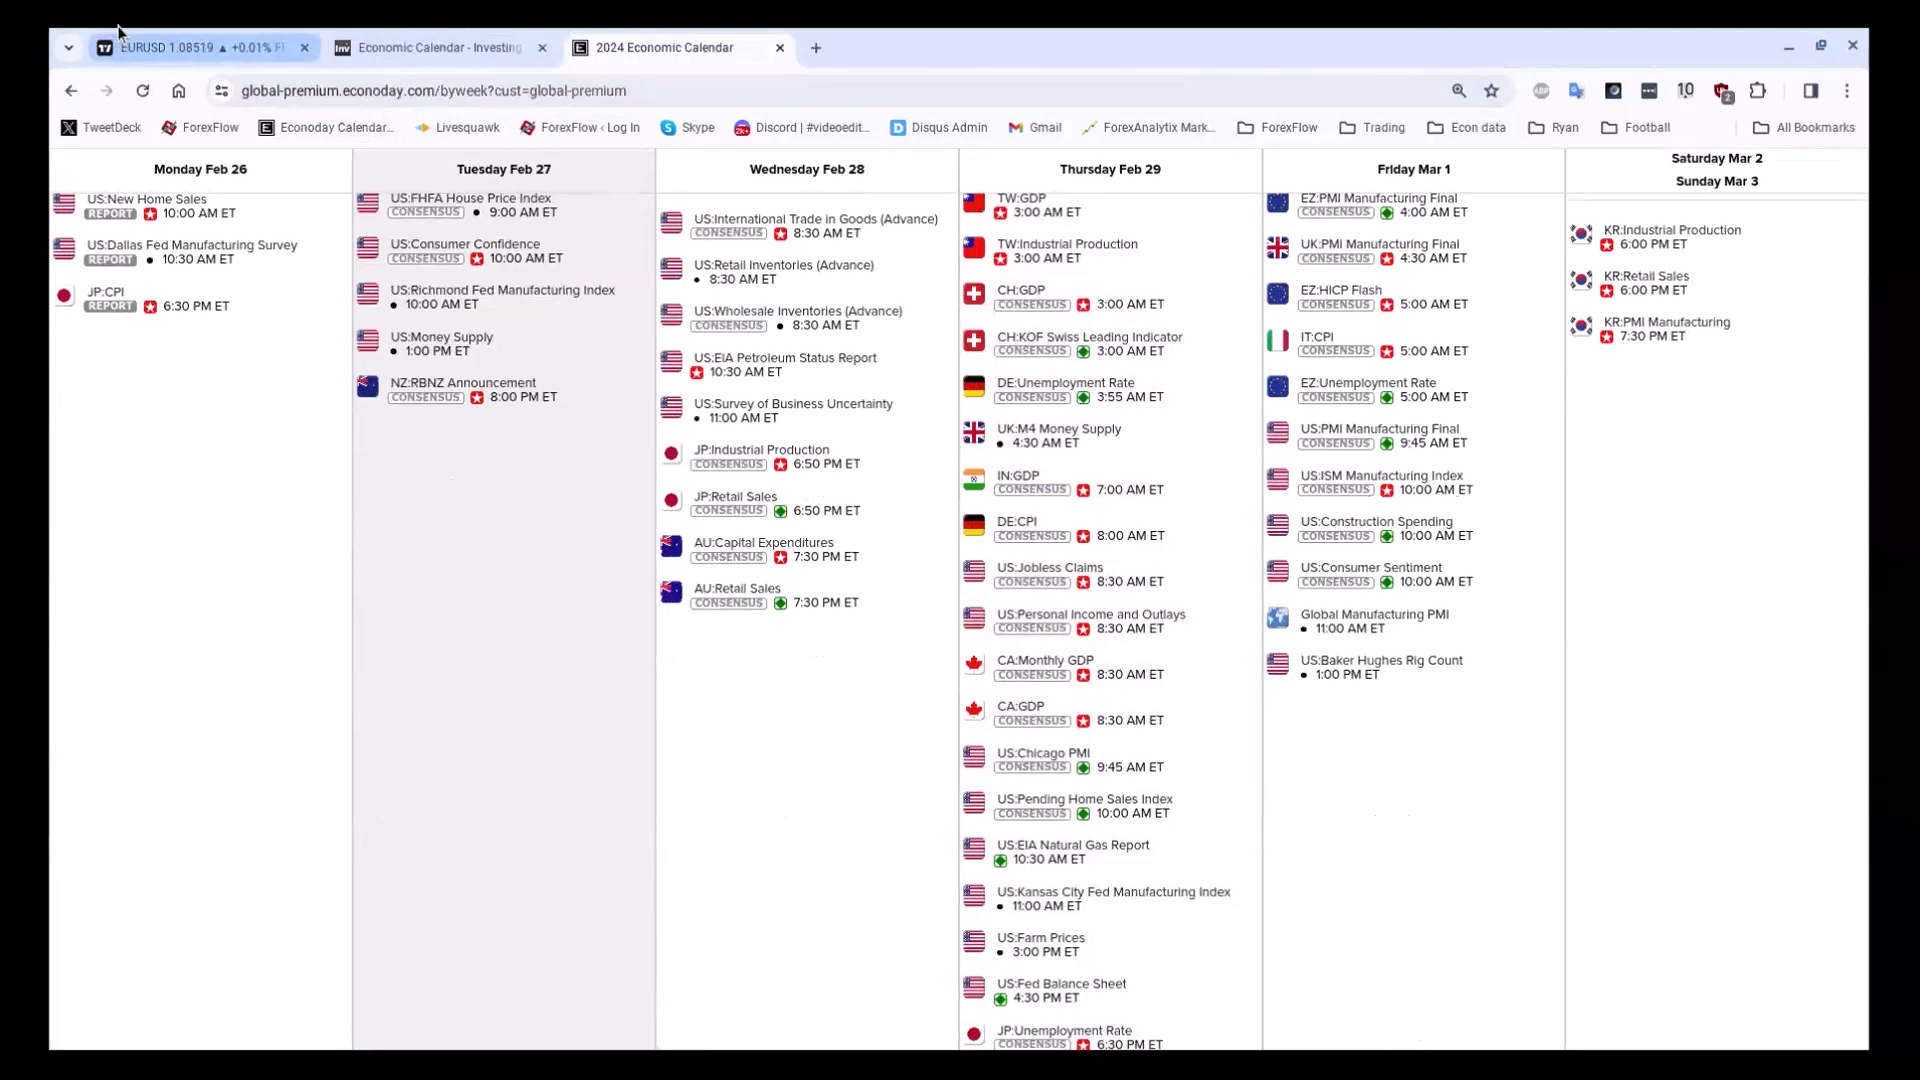 EURUSD 1.08519 ▲ +0.01%
Economic Calendar - Investing
2024 Economic Calendar
global-premium.econoday.com/byweek?cust=global-premium
TweetDeck
ForexFlow
Econoday Calendar...
Livesquawk
ForexFlow ‹ Log In
Skype
Discord | #videoedit...
Disqus Admin
Gmail
ForexAnalytix Mark...
ForexFlow
Trading
Econ data
Ryan
Football
All Bookmarks
Monday Feb 26
US:New Home Sales
REPORT 10:00 AM ET
US:Dallas Fed Manufacturing Survey
REPORT • 10:30 AM ET
JP:CPI
REPORT 6:30 PM ET
Tuesday Feb 27
US:FHFA House Price Index
CONSENSUS • 9:00 AM ET
US:Consumer Confidence
CONSENSUS 10:00 AM ET
US:Richmond Fed Manufacturing Index
• 10:00 AM ET
US:Money Supply
• 1:00 PM ET
NZ:RBNZ Announcement
CONSENSUS 8:00 PM ET
Wednesday Feb 28
US:International Trade in Goods (Advance)
CONSENSUS 8:30 AM ET
US:Retail Inventories (Advance)
• 8:30 AM ET
US:Wholesale Inventories (Advance)
CONSENSUS • 8:30 AM ET
US:EIA Petroleum Status Report
10:30 AM ET
US:Survey of Business Uncertainty
• 11:00 AM ET
JP:Industrial Production
CONSENSUS 6:50 PM ET
JP:Retail Sales
CONSENSUS 6:50 PM ET
AU:Capital Expenditures
CONSENSUS 7:30 PM ET
AU:Retail Sales
CONSENSUS 7:30 PM ET
Thursday Feb 29
TW:GDP
3:00 AM ET
TW:Industrial Production
3:00 AM ET
CH:GDP
CONSENSUS 3:00 AM ET
CH:KOF Swiss Leading Indicator
CONSENSUS 3:00 AM ET
DE:Unemployment Rate
CONSENSUS 3:55 AM ET
UK:M4 Money Supply
• 4:30 AM ET
IN:GDP
CONSENSUS 7:00 AM ET
DE:CPI
CONSENSUS 8:00 AM ET
US:Jobless Claims
CONSENSUS 8:30 AM ET
US:Personal Income and Outlays
CONSENSUS 8:30 AM ET
CA:Monthly GDP
CONSENSUS 8:30 AM ET
CA:GDP
CONSENSUS 8:30 AM ET
US:Chicago PMI
CONSENSUS 9:45 AM ET
US:Pending Home Sales Index
CONSENSUS 10:00 AM ET
US:EIA Natural Gas Report
10:30 AM ET
US:Kansas City Fed Manufacturing Index
• 11:00 AM ET
US:Farm Prices
• 3:00 PM ET
US:Fed Balance Sheet
4:30 PM ET
JP:Unemployment Rate
CONSENSUS 6:30 PM ET
Friday Mar 1
EZ:PMI Manufacturing Final
CONSENSUS 4:00 AM ET
UK:PMI Manufacturing Final
CONSENSUS 4:30 AM ET
EZ:HICP Flash
CONSENSUS 5:00 AM ET
IT:CPI
CONSENSUS 5:00 AM ET
EZ:Unemployment Rate
CONSENSUS 5:00 AM ET
US:PMI Manufacturing Final
CONSENSUS 9:45 AM ET
US:ISM Manufacturing Index
CONSENSUS 10:00 AM ET
US:Construction Spending
CONSENSUS 10:00 AM ET
US:Consumer Sentiment
CONSENSUS 10:00 AM ET
Global Manufacturing PMI
• 11:00 AM ET
US:Baker Hughes Rig Count
• 1:00 PM ET
Saturday Mar 2
Sunday Mar 3
KR:Industrial Production
6:00 PM ET
KR:Retail Sales
6:00 PM ET
KR:PMI Manufacturing
7:30 PM ET